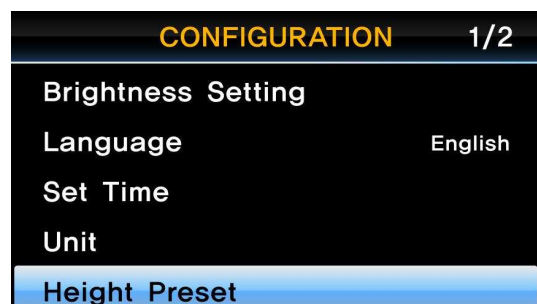 CONFIGURATION 1/2
Brightness Setting
Language English
Set Time
Unit
Height Preset